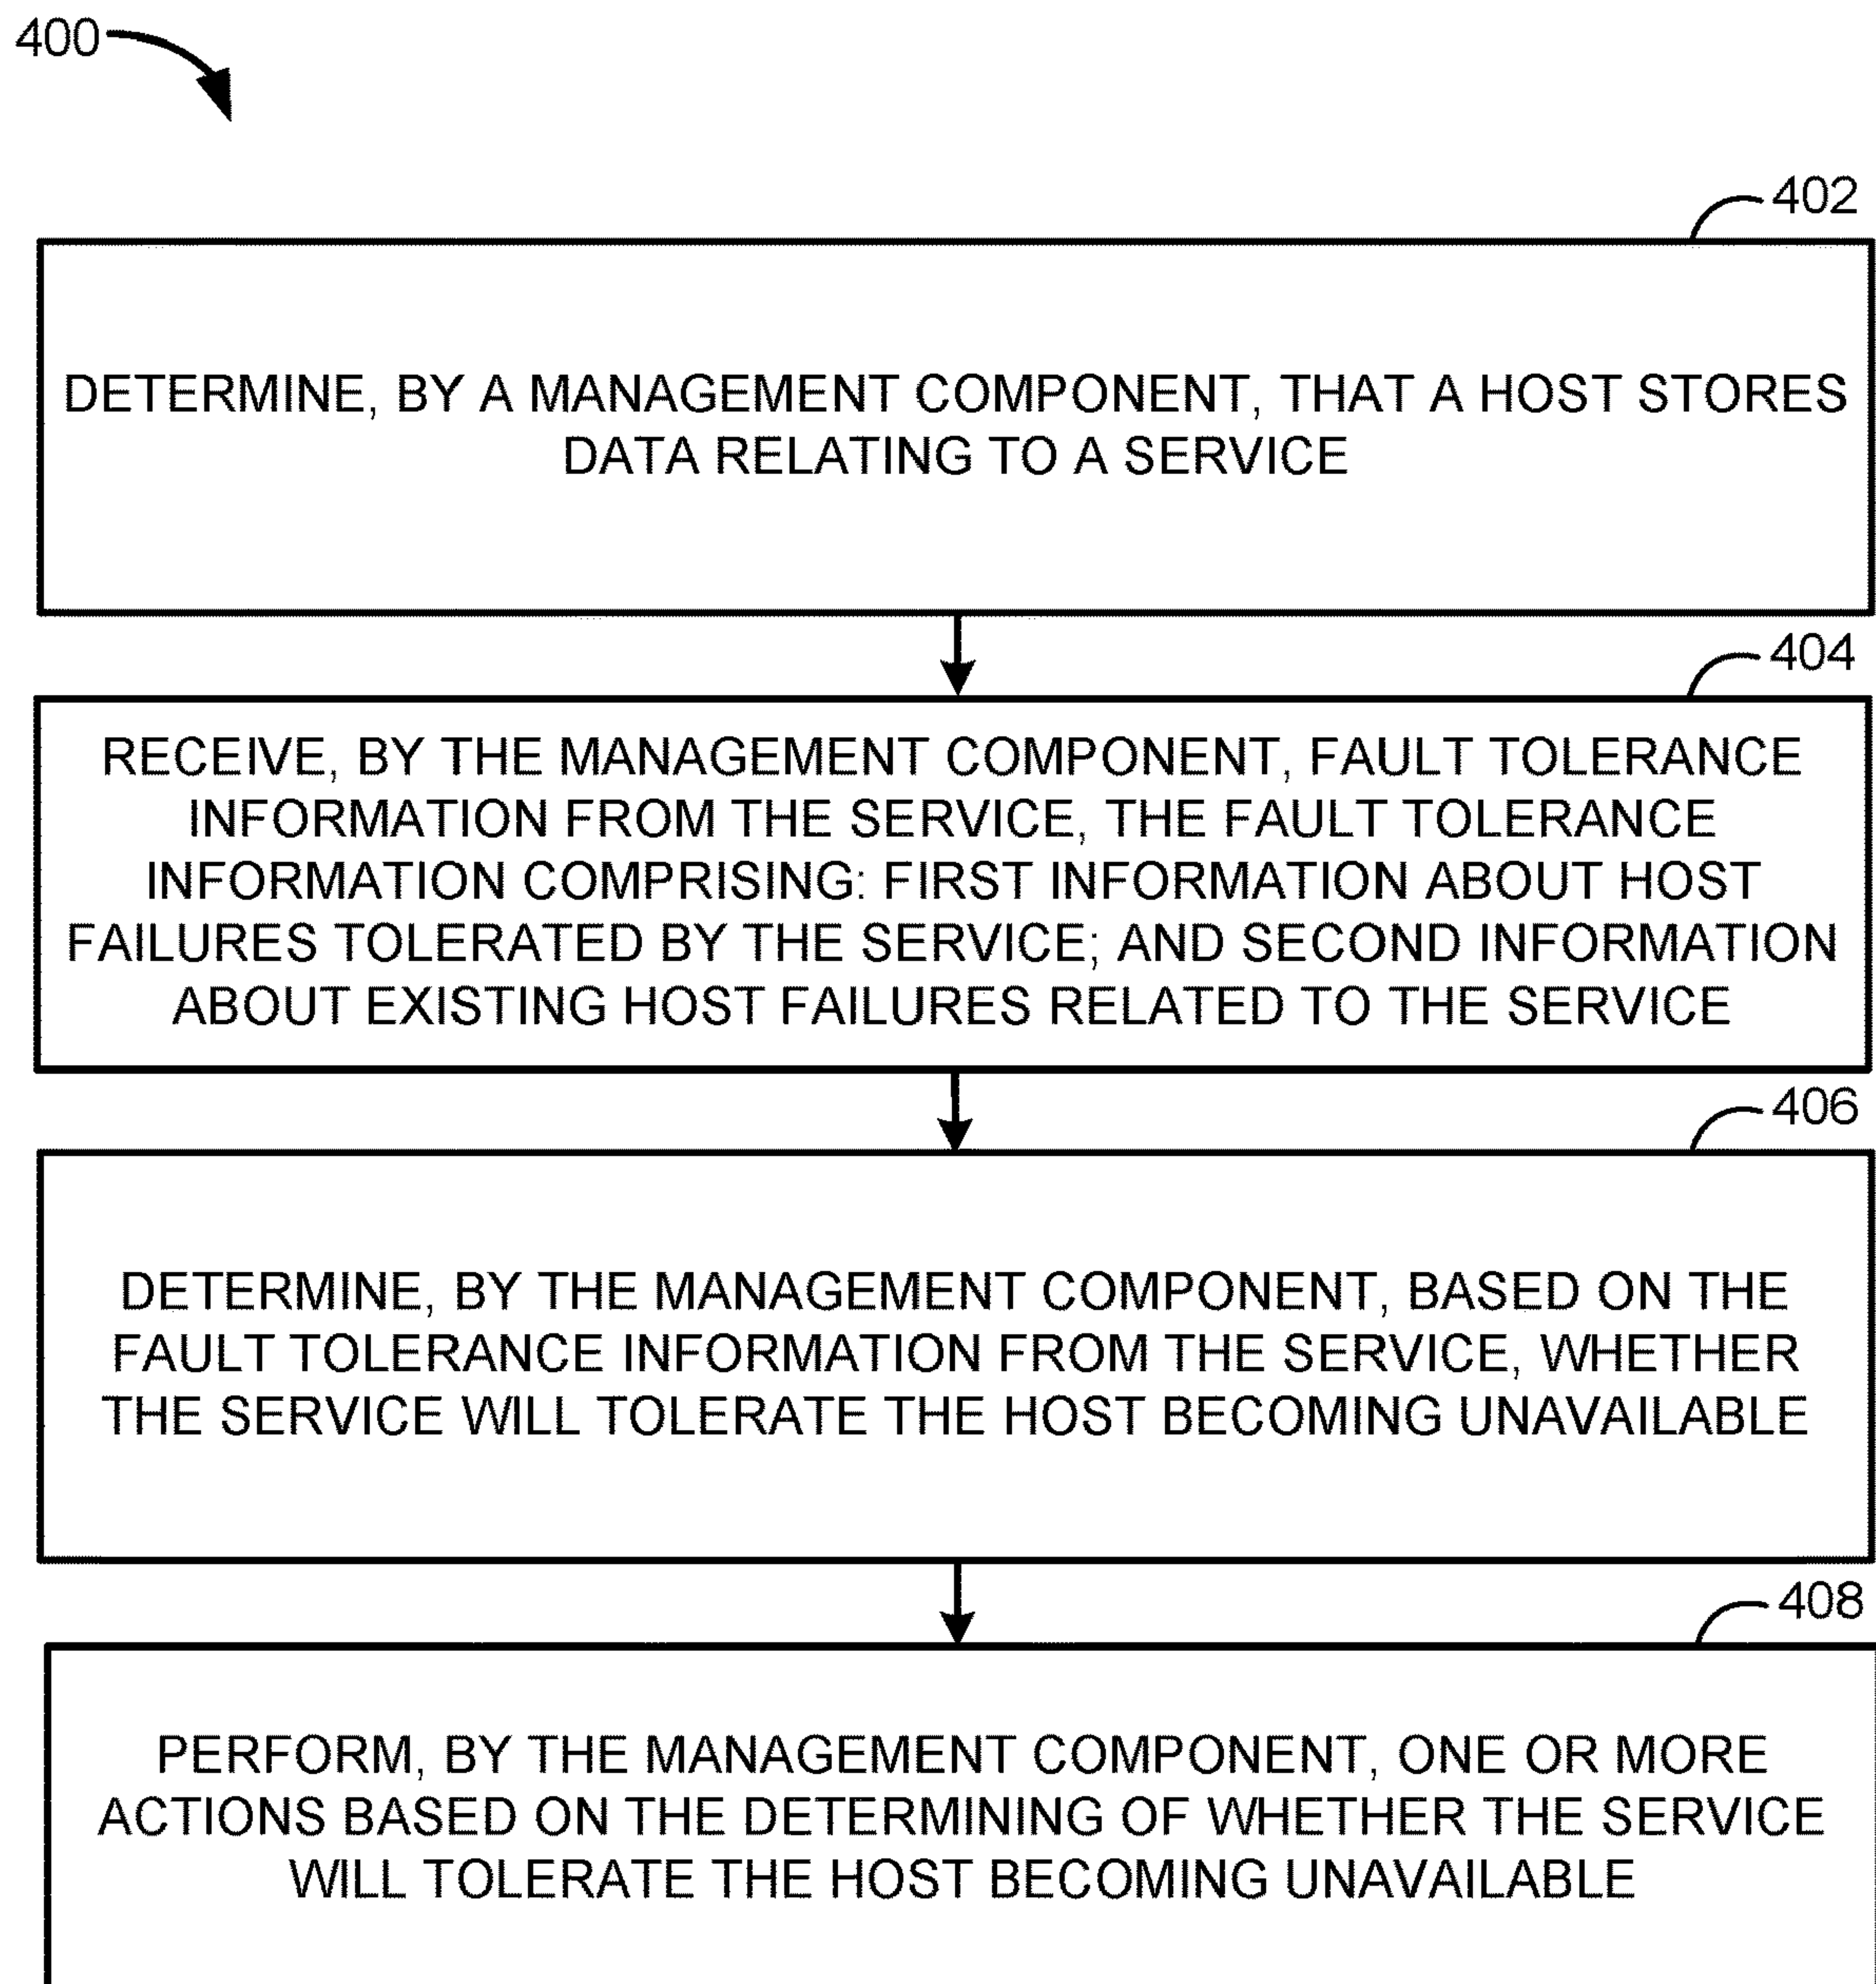 400
402
DETERMINE, BY A MANAGEMENT COMPONENT, THAT A HOST STORES
DATA RELATING TO A SERVICE
404
RECEIVE, BY THE MANAGEMENT COMPONENT, FAULT TOLERANCE
INFORMATION FROM THE SERVICE, THE FAULT TOLERANCE
INFORMATION COMPRISING: FIRST INFORMATION ABOUT HOST
FAILURES TOLERATED BY THE SERVICE; AND SECOND INFORMATION
ABOUT EXISTING HOST FAILURES RELATED TO THE SERVICE
406
DETERMINE, BY THE MANAGEMENT COMPONENT, BASED ON THE
FAULT TOLERANCE INFORMATION FROM THE SERVICE, WHETHER
THE SERVICE WILL TOLERATE THE HOST BECOMING UNAVAILABLE
408
PERFORM, BY THE MANAGEMENT COMPONENT, ONE OR MORE
ACTIONS BASED ON THE DETERMINING OF WHETHER THE SERVICE
WILL TOLERATE THE HOST BECOMING UNAVAILABLE